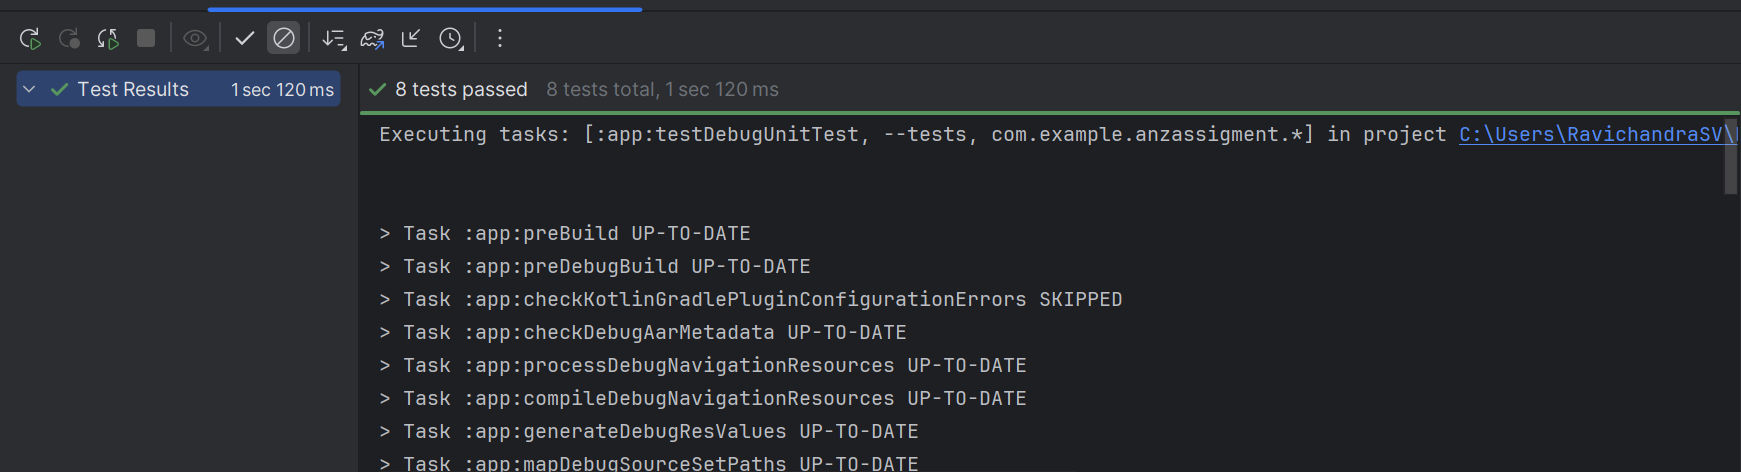 Test Results 1 sec 120 ms
8 tests passed 8 tests total, 1 sec 120 ms
Executing tasks: [:app:testDebugUnitTest, --tests, com.example.anzassigment.*] in project C:\Users\RavichandraSV\
> Task :app:preBuild UP-TO-DATE
> Task :app:preDebugBuild UP-TO-DATE
> Task :app:checkKotlinGradlePluginConfigurationErrors SKIPPED
> Task :app:checkDebugAarMetadata UP-TO-DATE
> Task :app:processDebugNavigationResources UP-TO-DATE
> Task :app:compileDebugNavigationResources UP-TO-DATE
> Task :app:generateDebugResValues UP-TO-DATE
> Task :app:mapDebugSourceSetPaths UP-TO-DATE